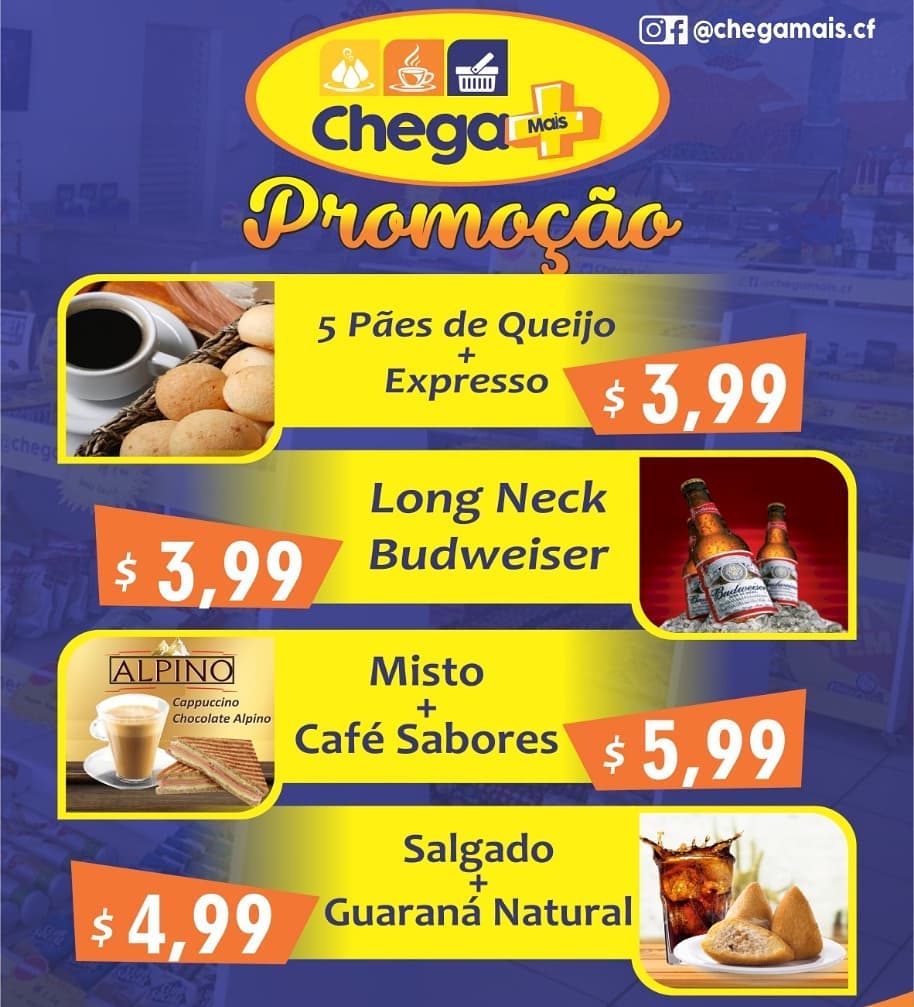 @chegamais.cf
Chega Mais
Promoção
5 Pães de Queijo
+
Expresso
$ 3,99
Long Neck
Budweiser
$ 3,99
Budweiser
ALPINO
Cappuccino
Chocolate Alpino
Misto
+
Café Sabores
$ 5,99
Salgado
+
Guaraná Natural
$ 4,99